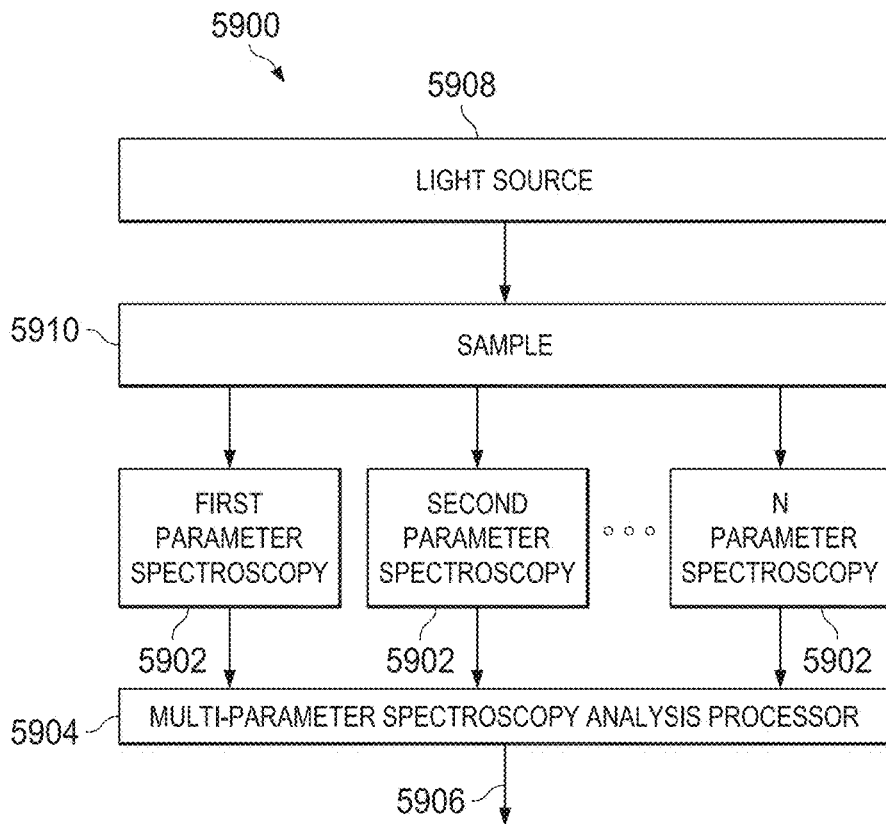 5900
5908
LIGHT SOURCE
5910
SAMPLE
FIRST
PARAMETER
SPECTROSCOPY
SECOND
PARAMETER
SPECTROSCOPY
N
PARAMETER
SPECTROSCOPY
5902
5902
5902
5904
MULTI-PARAMETER SPECTROSCOPY ANALYSIS PROCESSOR
5906